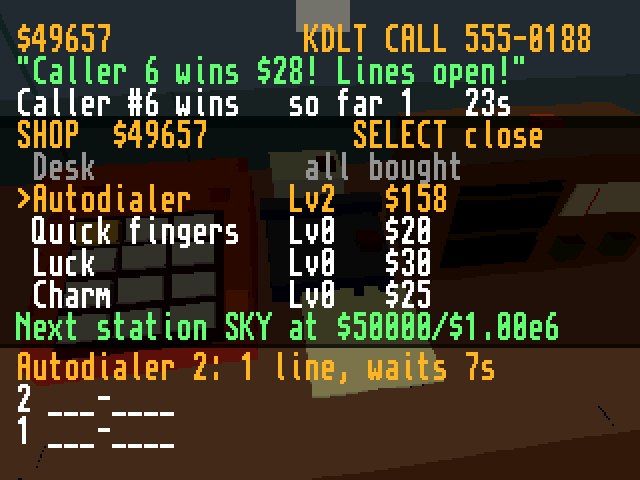 $49657 KDLT CALL 555-0188
"Caller 6 wins $28! Lines open!"
Caller #6 wins so far 1 23s
SHOP $49657 SELECT close
Desk all bought
>Autodialer Lv2 $158
Quick fingers Lv0 $20
Luck Lv0 $30
Charm Lv0 $25
Next station SKY at $50000/$1.00e6
Autodialer 2: 1 line, waits 7s
2 ___-____
1 ___-____